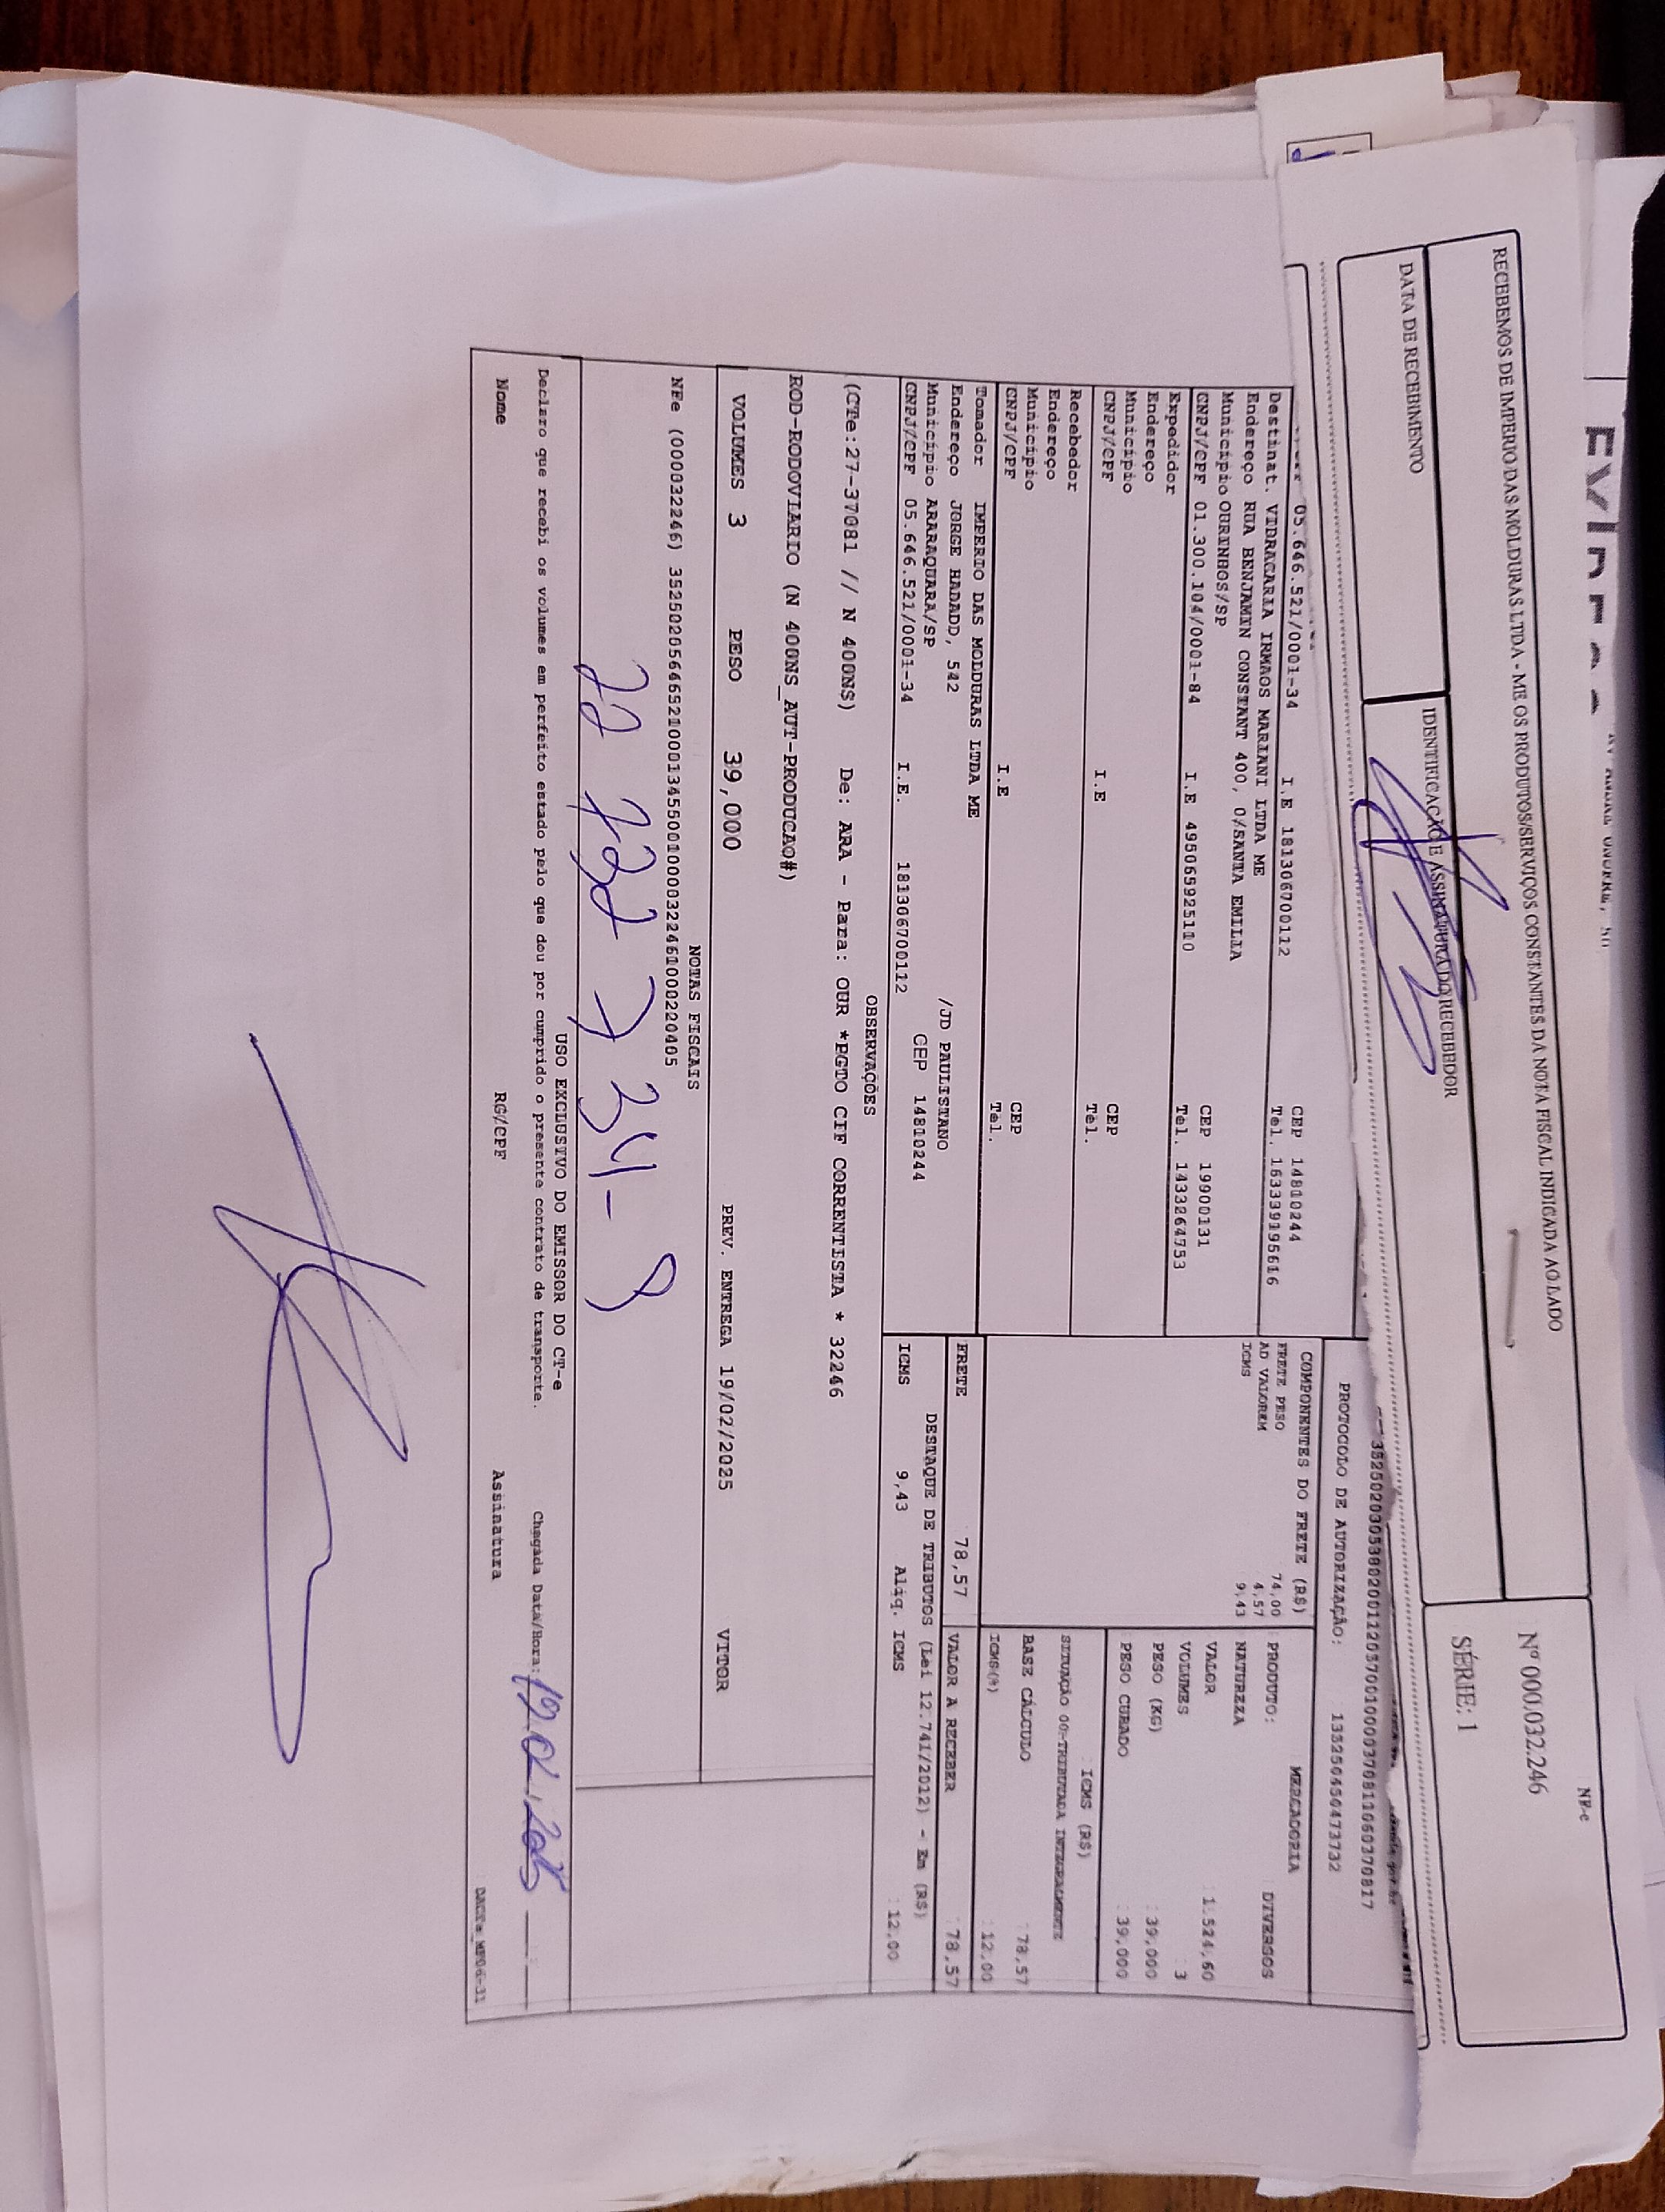 RECEBEMOS DE IMPERIO DAS MOLDURAS LTDA - ME OS PRODUTOS/SERVIÇOS CONSTANTES DA NOTA FISCAL INDICADA AO LADO
NF-e
Nº 000.032.246
SÉRIE: 1
DATA DE RECEBIMENTO
IDENTIFICAÇÃO E ASSINATURA DO RECEBEDOR
PROTOCOLO DE AUTORIZAÇÃO: 135250450473732
05.646.521/0001-34 I.E 181306700112 CEP 14810244
Tel. 16339195616
Destinat. VIDRACARIA IRMAOS MARIANI LTDA ME
Endereço RUA BENJAMIN CONSTANT 400, 0/SANTA EMILIA
Município OURINHOS/SP CEP 19900131
CNPJ/CPF 01.300.104/0001-84 I.E 495065925110 Tel. 1433264753
Expedidor
Endereço
Município CEP
CNPJ/CPF I.E Tel.
Recebedor
Endereço
Município CEP
CNPJ/CPF I.E Tel.
Tomador IMPERIO DAS MOLDURAS LTDA ME
Endereço JORGE HADADD, 542 /JD PAULISTANO
Município ARARAQUARA/SP CEP 14810244
CNPJ/CPF 05.646.521/0001-34 I.E. 181306700112
COMPONENTES DO FRETE (R$)
FRETE PESO 74,00
AD VALOREM 4,57
ICMS 9,43
MERCADORIA
PRODUTO: DIVERSOS
NATUREZA
VALOR 1.524,60
VOLUMES 3
PESO (KG) 39,000
PESO CUBADO 39,000
ICMS (R$)
SITUAÇÃO 00-TRIBUTADA INTEGRALMENTE
BASE CÁLCULO 78,57
ICMS(%) 12,00
FRETE 78,57 VALOR A RECEBER 78,57
DESTAQUE DE TRIBUTOS (Lei 12.741/2012) - Em (R$)
ICMS 9,43 Alíq. ICMS 12,00
OBSERVAÇÕES
(CTe:27-37081 // N 400NS) De: ARA - Para: OUR *PGTO CIF CORRENTISTA * 32246
ROD-RODOVIARIO (N 400NS_AUT-PRODUCAO#)
VOLUMES 3 PESO 39,000 PREV. ENTREGA 19/02/2025 VTTOR
NOTAS FISCAIS
NFe (000032246) 35250205646521000134550010000322461000220405
USO EXCLUSIVO DO EMISSOR DO CT-e
Declaro que recebi os volumes em perfeito estado pelo que dou por cumprido o presente contrato de transporte. Chegada Data/Hora:
Nome RG/CPF Assinatura